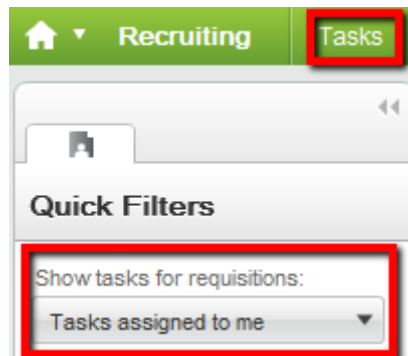 Recruiting Tasks
Quick Filters
Show tasks for requisitions:
Tasks assigned to me